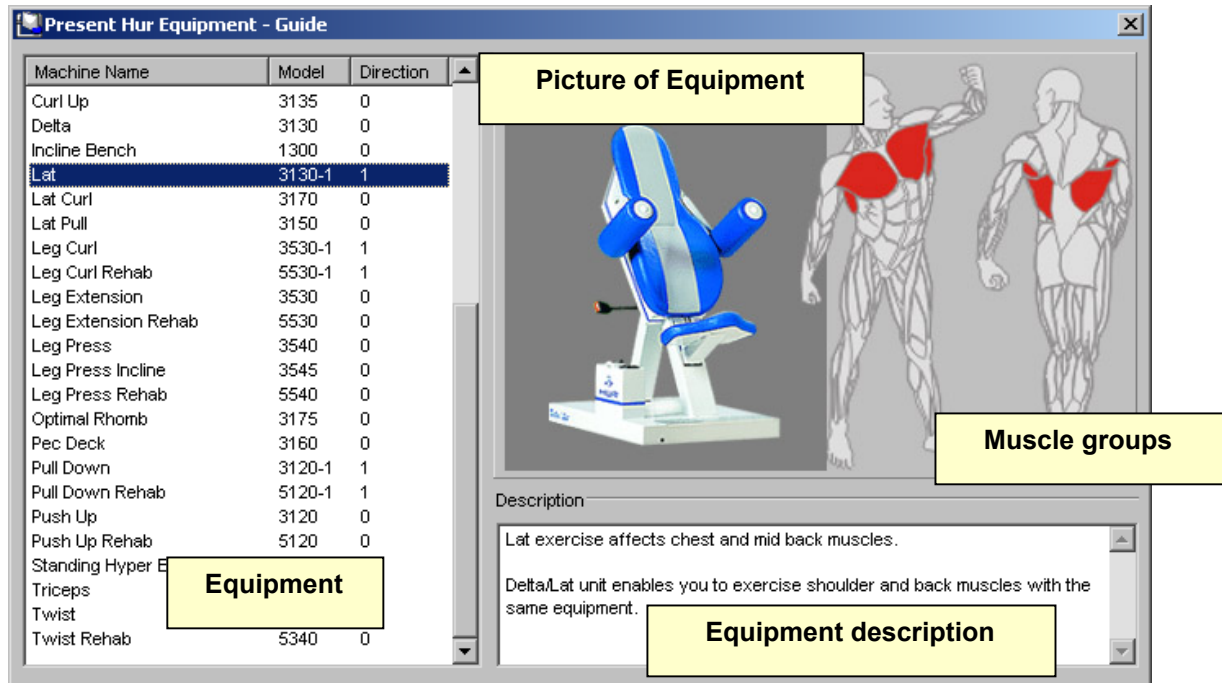 Present Hur Equipment - Guide
Machine Name Model Direction
Curl Up 3135 0
Delta 3130 0
Incline Bench 1300 0
Lat 3130-1 1
Lat Curl 3170 0
Lat Pull 3150 0
Leg Curl 3530-1 1
Leg Curl Rehab 5530-1 1
Leg Extension 3530 0
Leg Extension Rehab 5530 0
Leg Press 3540 0
Leg Press Incline 3545 0
Leg Press Rehab 5540 0
Optimal Rhomb 3175 0
Pec Deck 3160 0
Pull Down 3120-1 1
Pull Down Rehab 5120-1 1
Push Up 3120 0
Push Up Rehab 5120 0
Standing Hyper E
Triceps
Twist
Twist Rehab 5340 0
Equipment
Picture of Equipment
HUR
Muscle groups
Description
Lat exercise affects chest and mid back muscles.
Delta/Lat unit enables you to exercise shoulder and back muscles with the
same equipment.
Equipment description